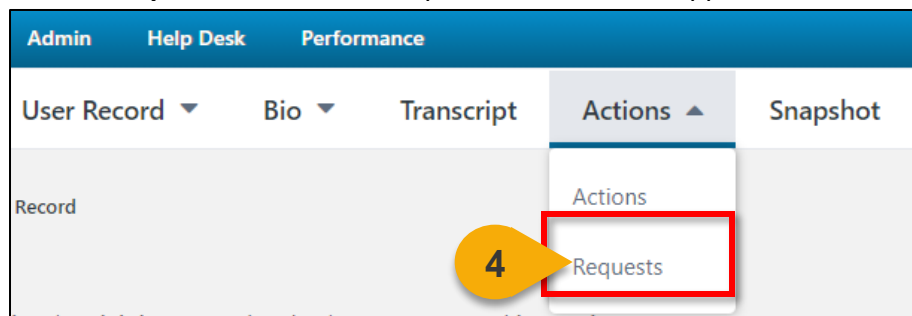 Admin Help Desk Performance
User Record Bio Transcript Actions Snapshot
Actions
Record
4 Requests